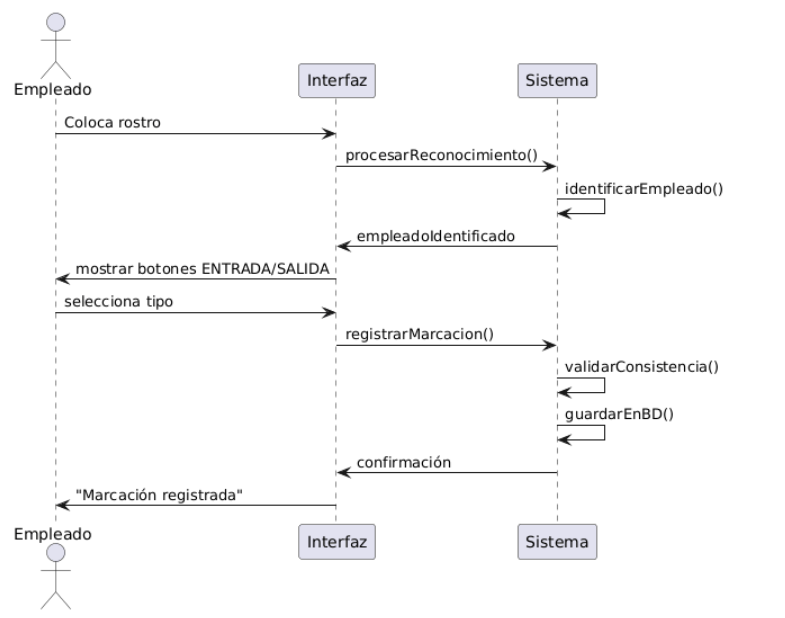 Empleado
Interfaz
Sistema
Coloca rostro
procesarReconocimiento()
identificarEmpleado()
empleadoIdentificado
mostrar botones ENTRADA/SALIDA
selecciona tipo
registrarMarcacion()
validarConsistencia()
guardarEnBD()
confirmación
"Marcación registrada"
Empleado
Interfaz
Sistema